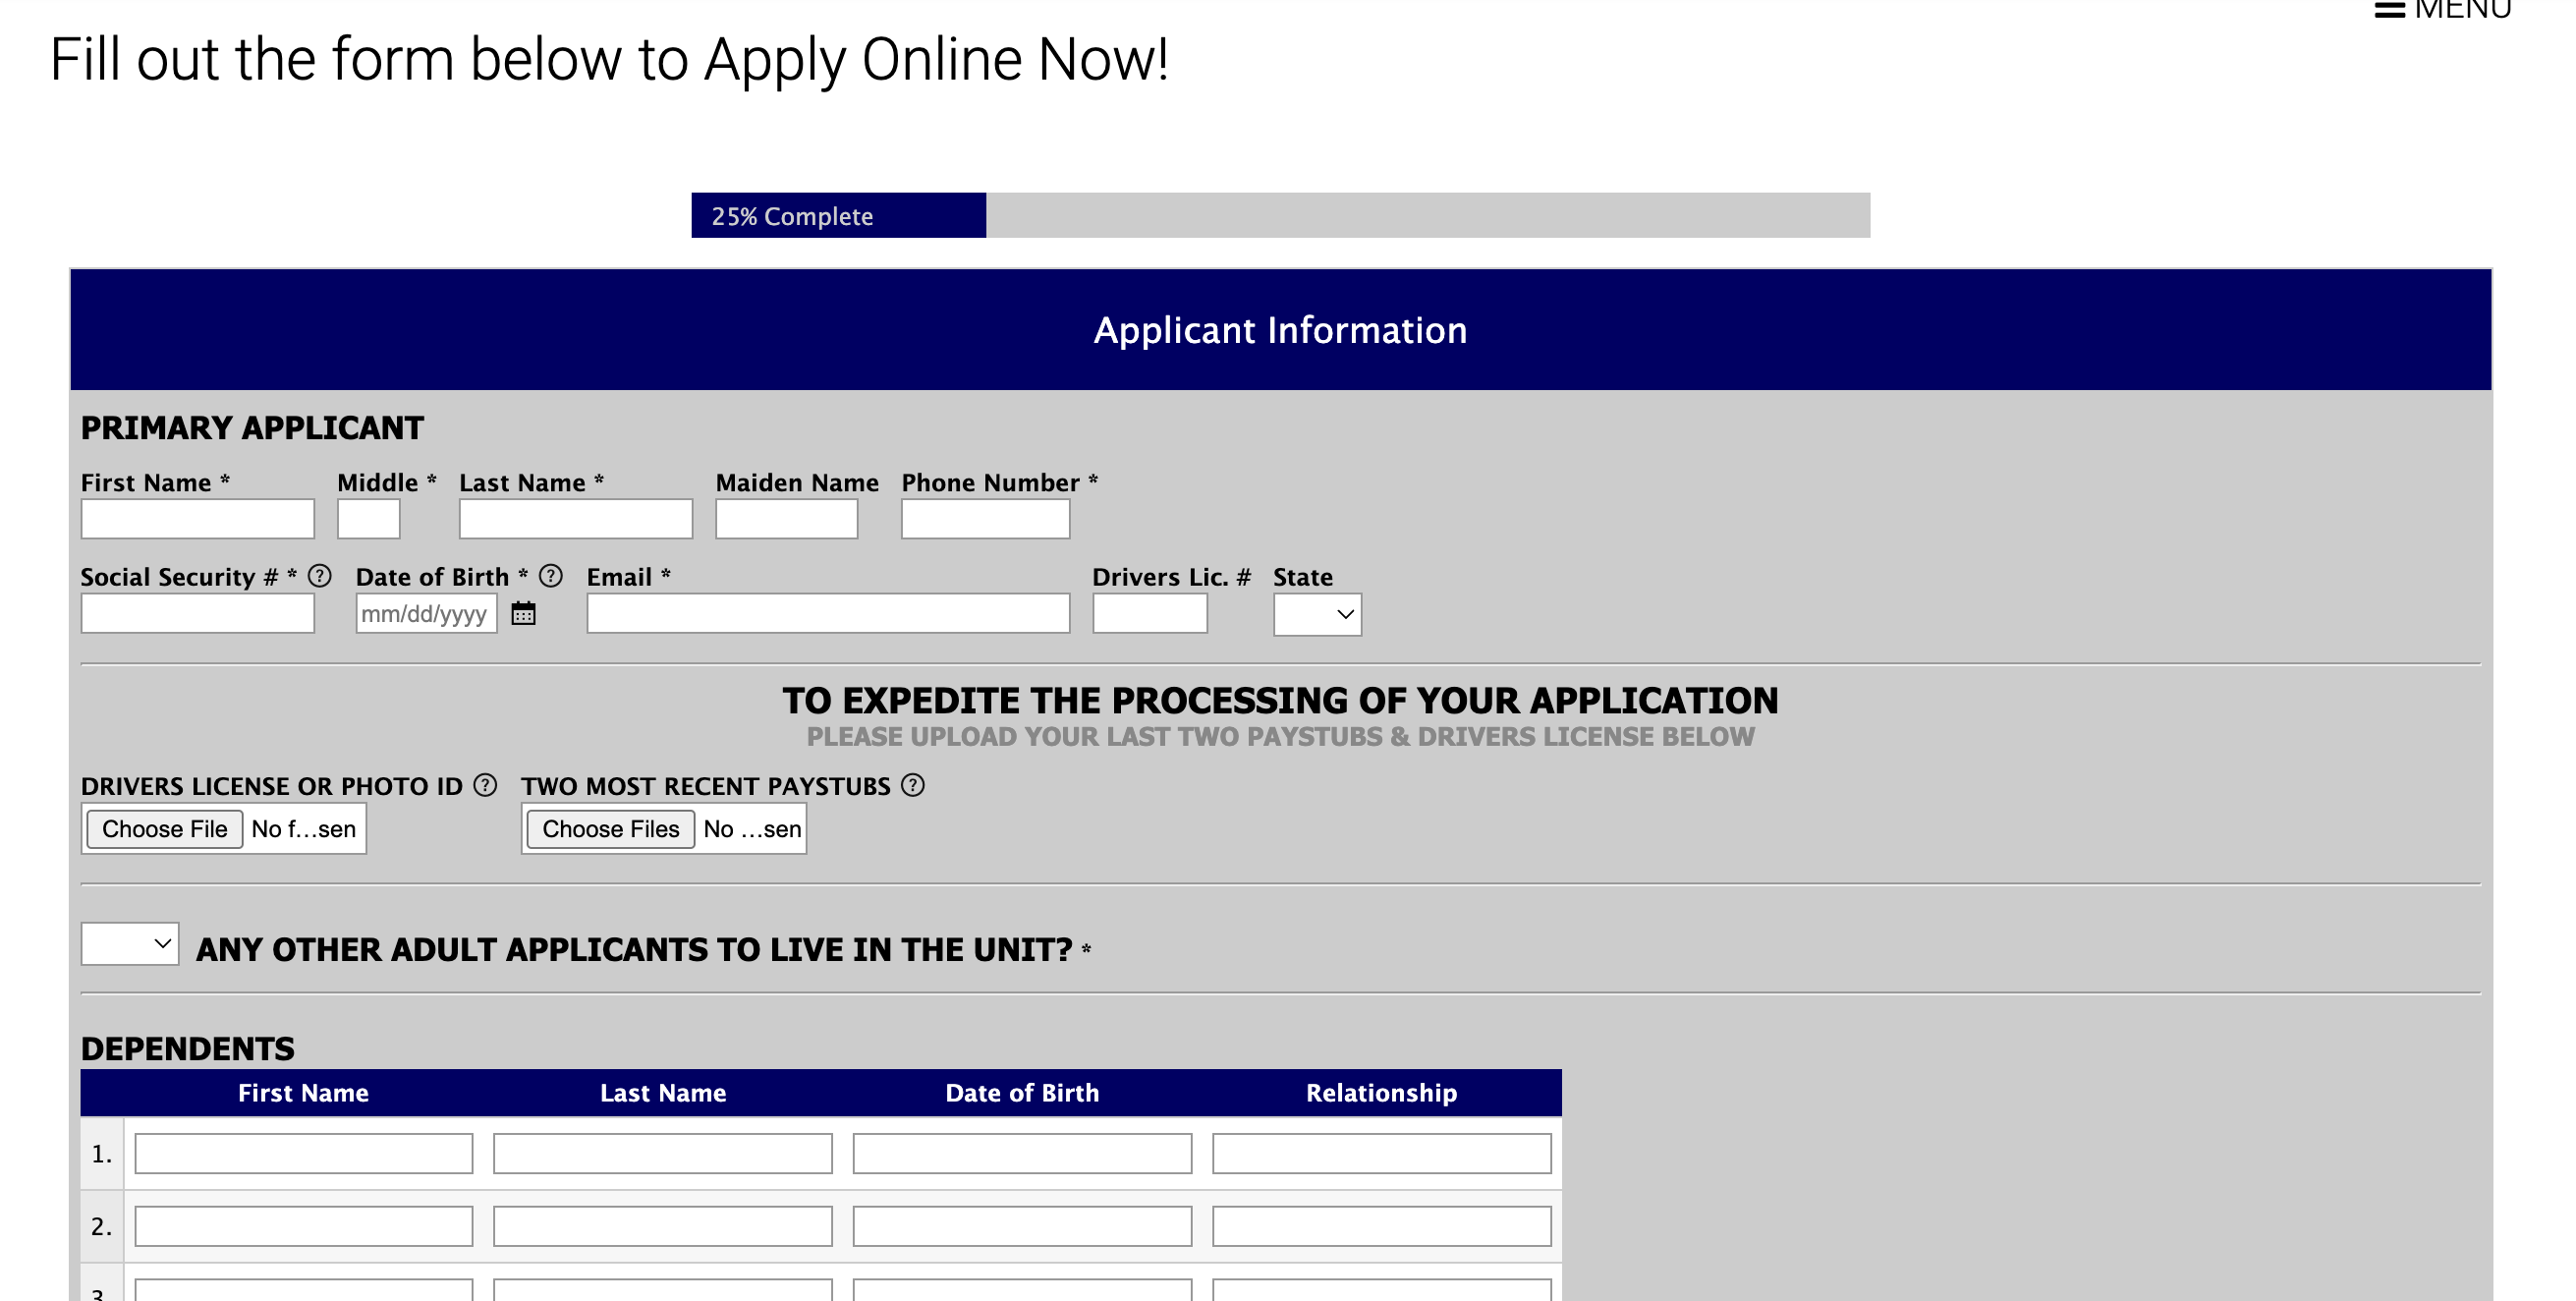 MENU
Fill out the form below to Apply Online Now!
25% Complete
Applicant Information
PRIMARY APPLICANT
First Name * Middle * Last Name * Maiden Name Phone Number *
Social Security # * ? Date of Birth * ? Email * Drivers Lic. # State
mm/dd/yyyy
TO EXPEDITE THE PROCESSING OF YOUR APPLICATION
PLEASE UPLOAD YOUR LAST TWO PAYSTUBS & DRIVERS LICENSE BELOW
DRIVERS LICENSE OR PHOTO ID ? TWO MOST RECENT PAYSTUBS ?
Choose File No f...sen Choose Files No ...sen
ANY OTHER ADULT APPLICANTS TO LIVE IN THE UNIT? *
DEPENDENTS
First Name Last Name Date of Birth Relationship
1.
2.
3